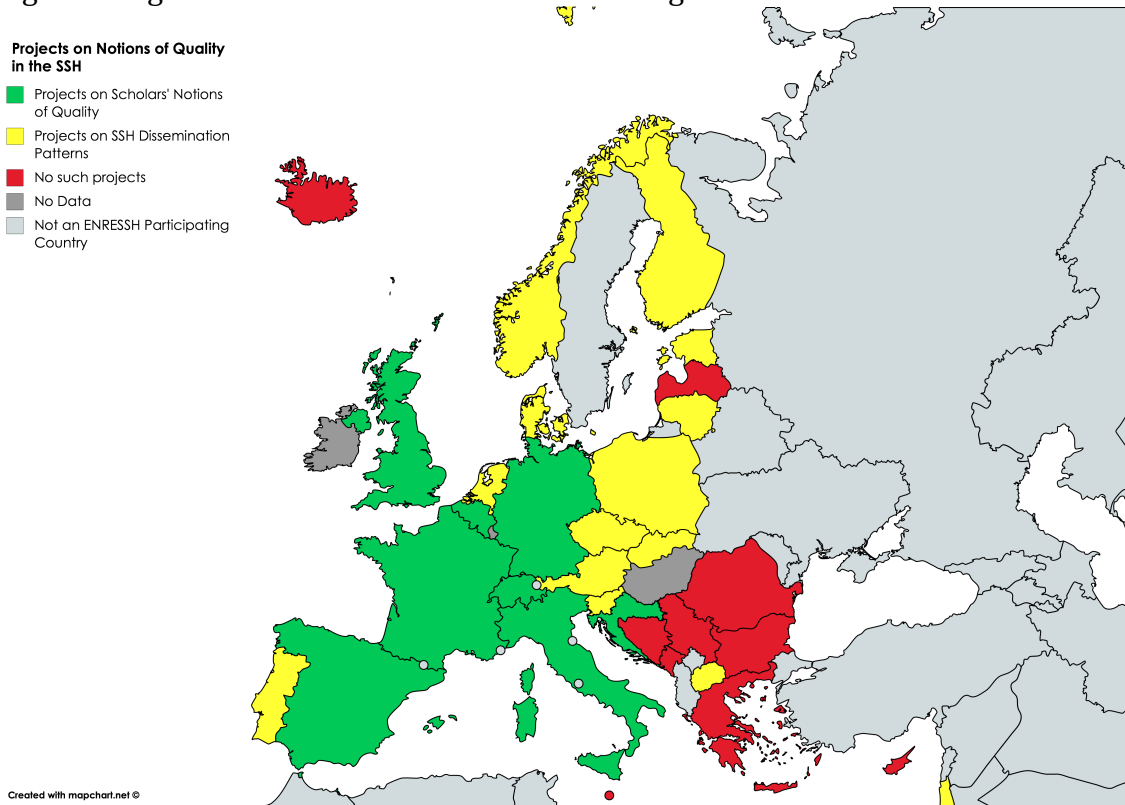 Projects on Notions of Quality
in the SSH
Projects on Scholars' Notions
of Quality
Projects on SSH Dissemination
Patterns
No such projects
No Data
Not an ENRESSH Participating
Country
Created with mapchart.net ©